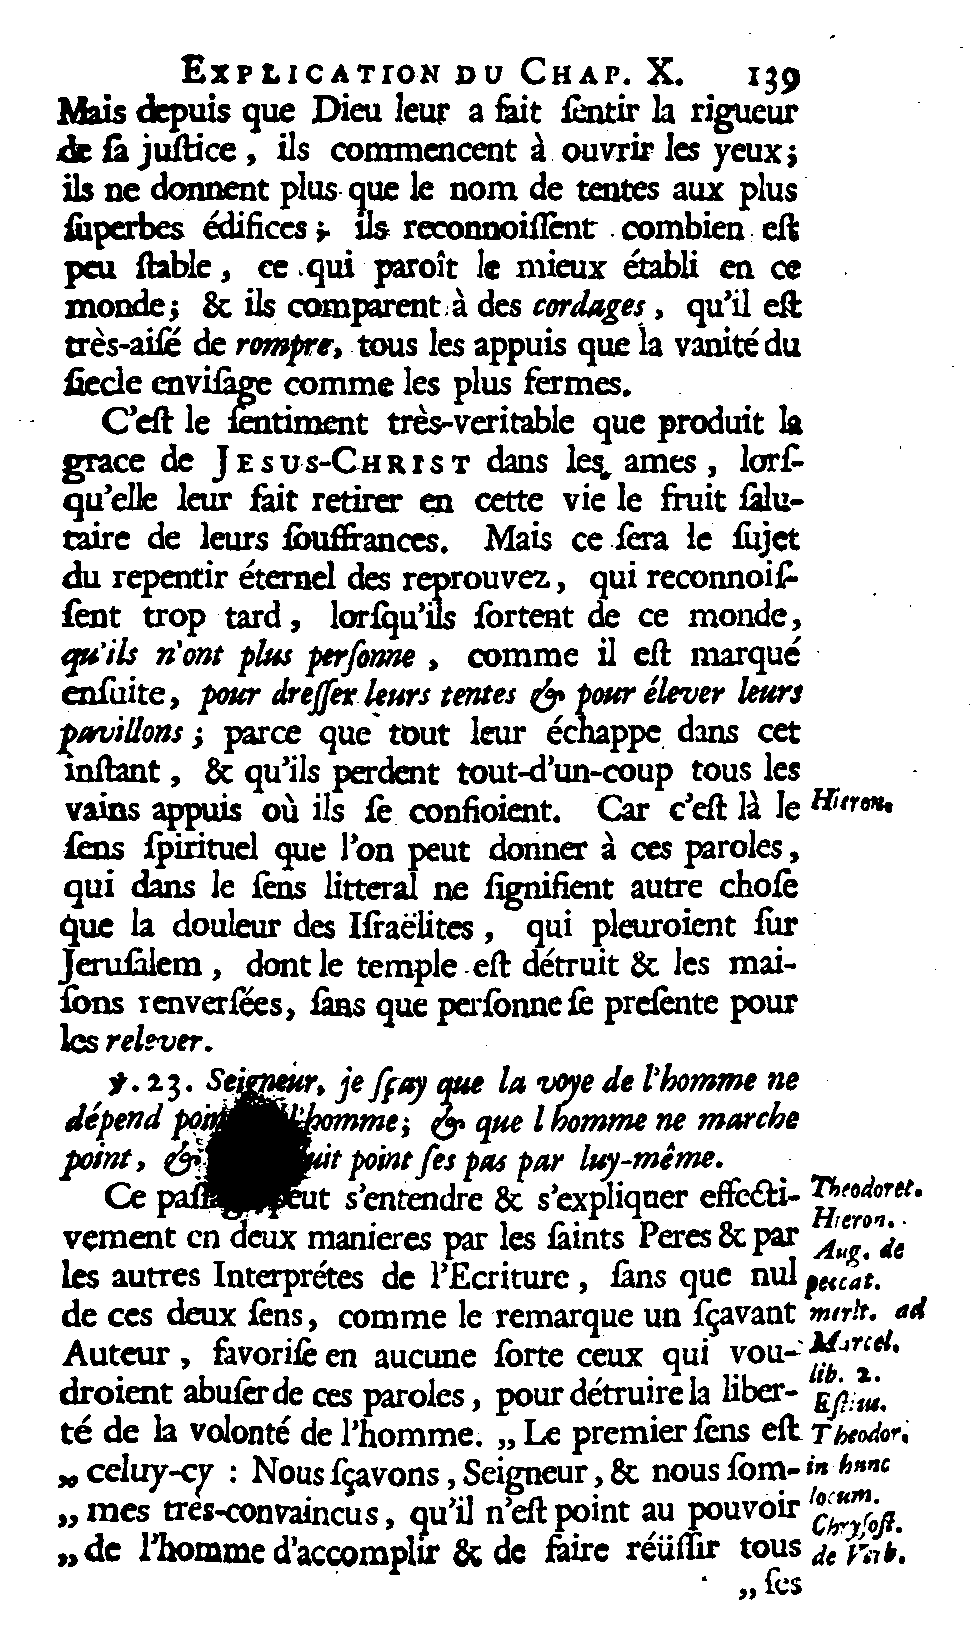 EXPLICATION DU CHAP. X. 139
Mais depuis que Dieu leur a fait ſentir la rigueur
de ſa juſtice, ils commencent à ouvrir les yeux;
ils ne donnent plus que le nom de tentes aux plus
ſuperbes édifices; ils reconnoiſſent combien eſt
peu ſtable, ce qui paroît le mieux établi en ce
monde; & ils comparent à des cordages, qu'il eſt
très-aiſé de rompre, tous les appuis que la vanité du
ſiecle enviſage comme les plus fermes.
C'eſt le ſentiment très-veritable que produit la
grace de JESUS-CHRIST dans les ames, lorſ-
qu'elle leur fait retirer en cette vie le fruit ſalu-
taire de leurs ſouffrances. Mais ce ſera le ſujet
du repentir éternel des reprouvez, qui reconnoiſ-
ſent trop tard, lorſqu'ils ſortent de ce monde,
qu'ils n'ont plus perſonne, comme il eſt marqué
enſuite, pour dreſſer leurs tentes & pour élever leurs
pavillons; parce que tout leur échappe dans cet
inſtant, & qu'ils perdent tout-d'un-coup tous les
vains appuis où ils ſe confioient. Car c'eſt là le
Hieron.
ſens ſpirituel que l'on peut donner à ces paroles,
qui dans le ſens litteral ne ſignifient autre choſe
que la douleur des Iſraëlites, qui pleuroient ſur
Jeruſalem, dont le temple eſt détruit & les mai-
ſons renverſées, ſans que perſonne ſe preſente pour
les relever.
℣. 23. Seigneur, je ſçay que la voye de l'homme ne
dépend l'homme; & que l'homme ne marche
point, & point ſes pas par luy-même.
Ce peut s'entendre & s'expliquer effecti-
vement en deux manieres par les ſaints Peres & par
les autres Interprétes de l'Ecriture, ſans que nul
de ces deux ſens, comme le remarque un ſçavant
Auteur, favoriſe en aucune ſorte ceux qui vou-
droient abuſer de ces paroles, pour détruire la liber-
té de la volonté de l'homme. „ Le premier ſens eſt
„ celuy-cy : Nous ſçavons, Seigneur, & nous ſom-
„ mes très-convaincus, qu'il n'eſt point au pouvoir
„ de l'homme d'accomplir & de faire réüſſir tous
„ ſes
Theodoret.
Hieron.
Aug. de
peccat.
merit. ad
Marcel.
lib. 2.
Theodor.
in hunc
locum.
Chryſoſt.
de